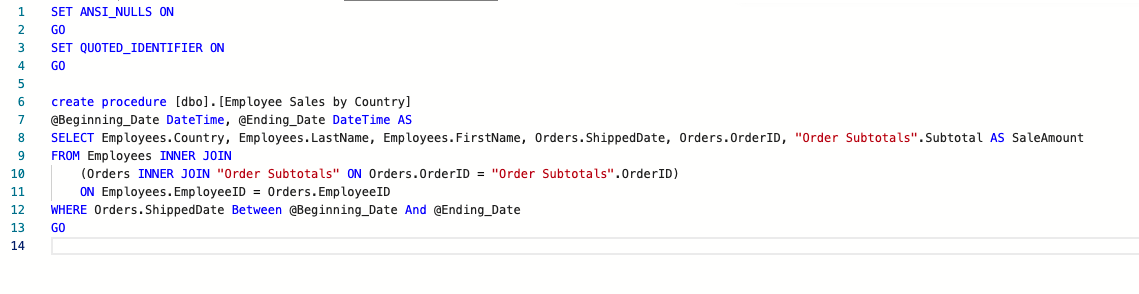 1 SET ANSI_NULLS ON
2 GO
3 SET QUOTED_IDENTIFIER ON
4 GO
5
6 create procedure [dbo].[Employee Sales by Country]
7 @Beginning_Date DateTime, @Ending_Date DateTime AS
8 SELECT Employees.Country, Employees.LastName, Employees.FirstName, Orders.ShippedDate, Orders.OrderID, "Order Subtotals".Subtotal AS SaleAmount
9 FROM Employees INNER JOIN
10     (Orders INNER JOIN "Order Subtotals" ON Orders.OrderID = "Order Subtotals".OrderID)
11     ON Employees.EmployeeID = Orders.EmployeeID
12 WHERE Orders.ShippedDate Between @Beginning_Date And @Ending_Date
13 GO
14